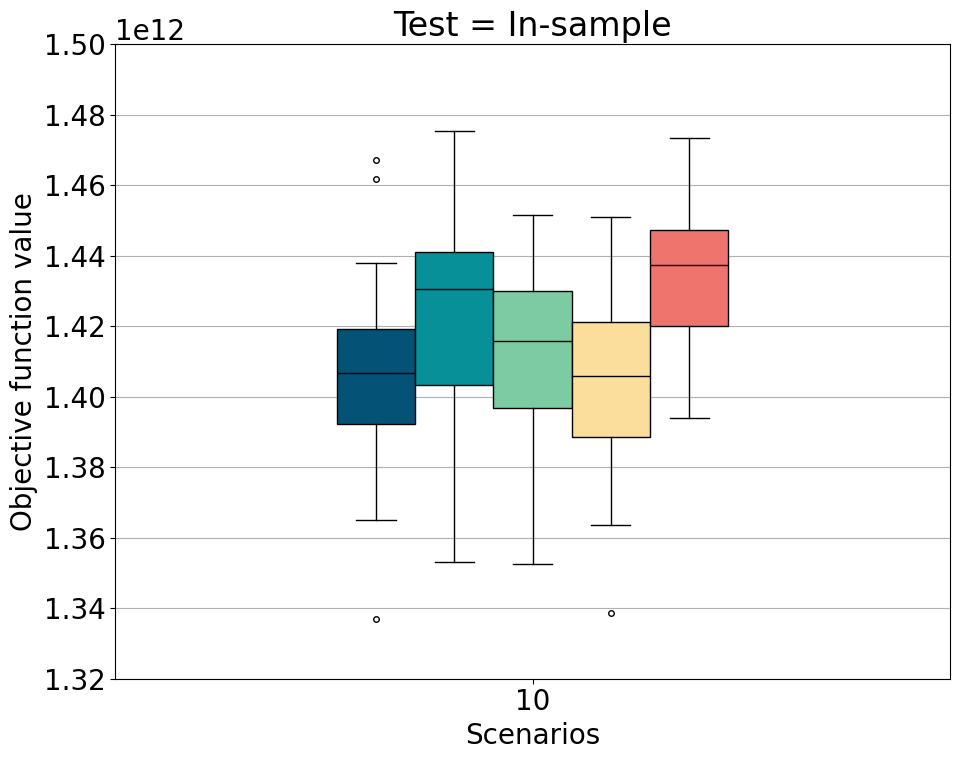 Test = In-sample
1e12
1.50
1.48
1.46
1.44
1.42
1.40
1.38
1.36
1.34
1.32
Objective function value
10
Scenarios